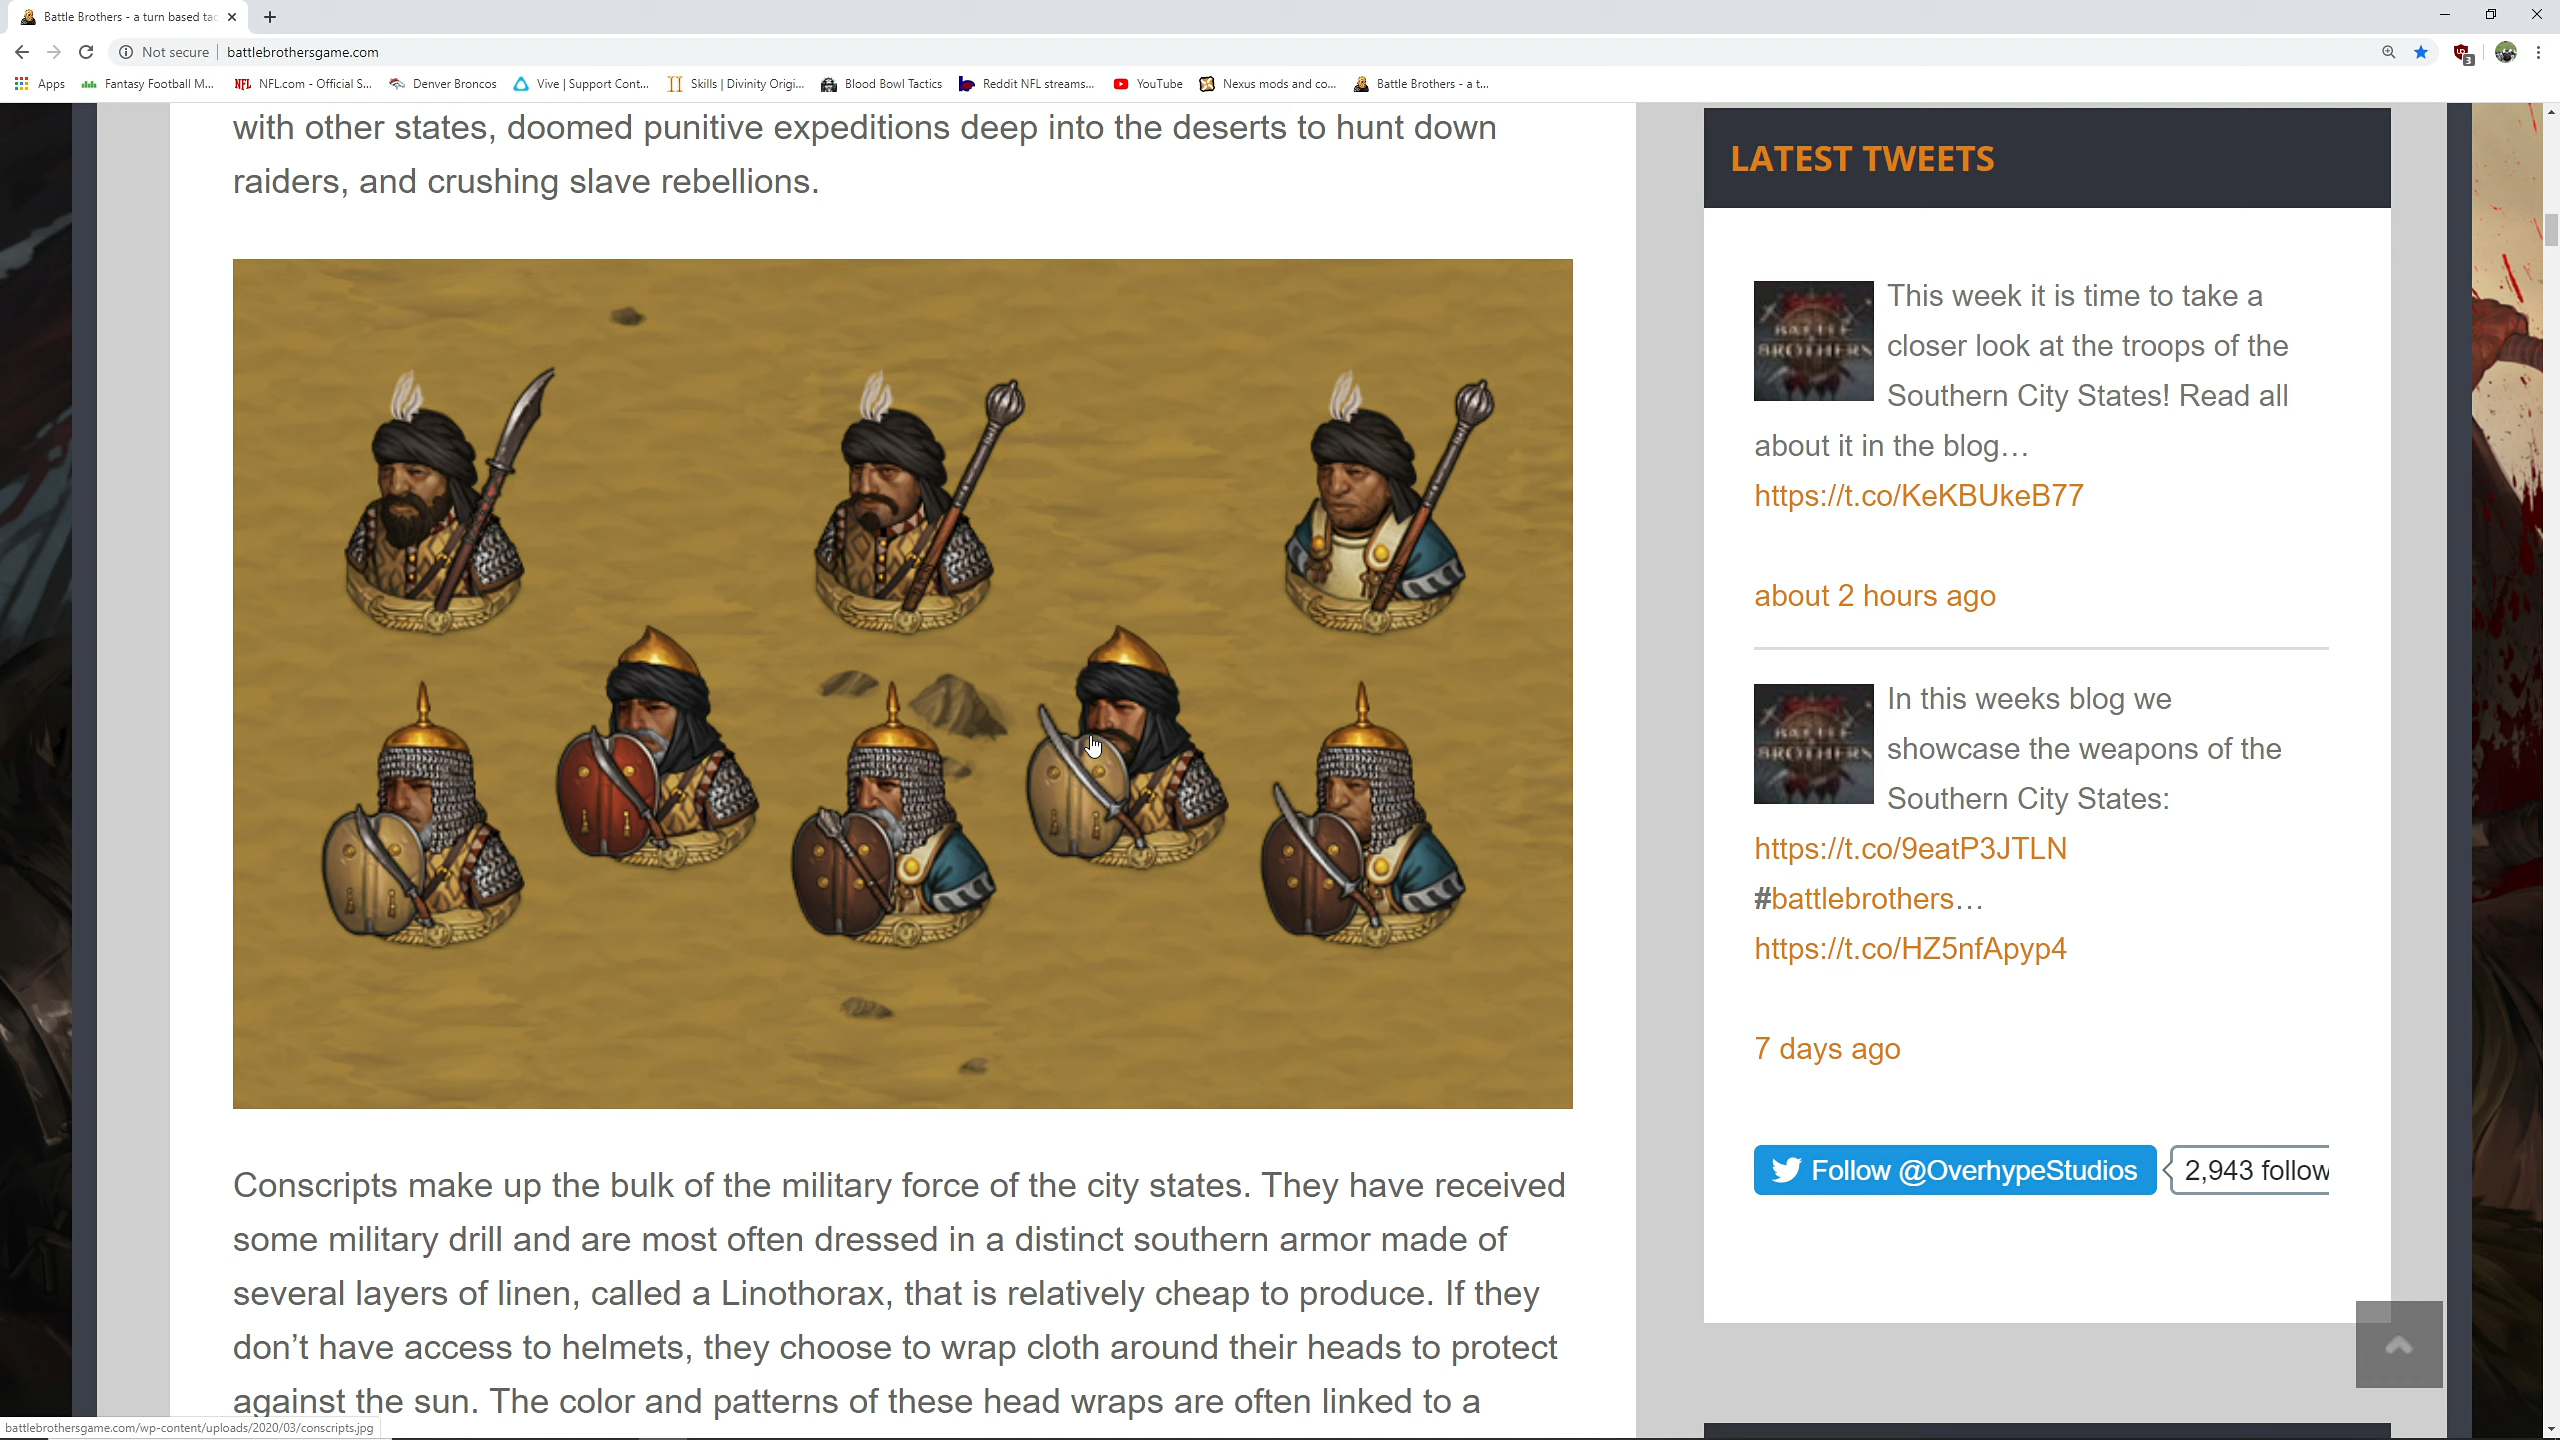 Battle Brothers - a turn based tac
Not secure
battlebrothersgame.com
3
Apps
Fantasy Football M...
NFL.com - Official S...
Denver Broncos
Vive | Support Cont...
Skills | Divinity Origi...
Blood Bowl Tactics
Reddit NFL streams...
YouTube
Nexus mods and co...
Battle Brothers - a t...
with other states, doomed punitive expeditions deep into the deserts to hunt down
raiders, and crushing slave rebellions.
Conscripts make up the bulk of the military force of the city states. They have received
some military drill and are most often dressed in a distinct southern armor made of
several layers of linen, called a Linothorax, that is relatively cheap to produce. If they
don’t have access to helmets, they choose to wrap cloth around their heads to protect
against the sun. The color and patterns of these head wraps are often linked to a
LATEST TWEETS
BATTLE
BROTHERS
This week it is time to take a
closer look at the troops of the
Southern City States! Read all
about it in the blog…
https://t.co/KeKBUkeB77
about 2 hours ago
BATTLE
BROTHERS
In this weeks blog we
showcase the weapons of the
Southern City States:
https://t.co/9eatP3JTLN
#battlebrothers…
https://t.co/HZ5nfApyp4
7 days ago
Follow @OverhypeStudios
2,943 follow
battlebrothersgame.com/wp-content/uploads/2020/03/conscripts.jpg